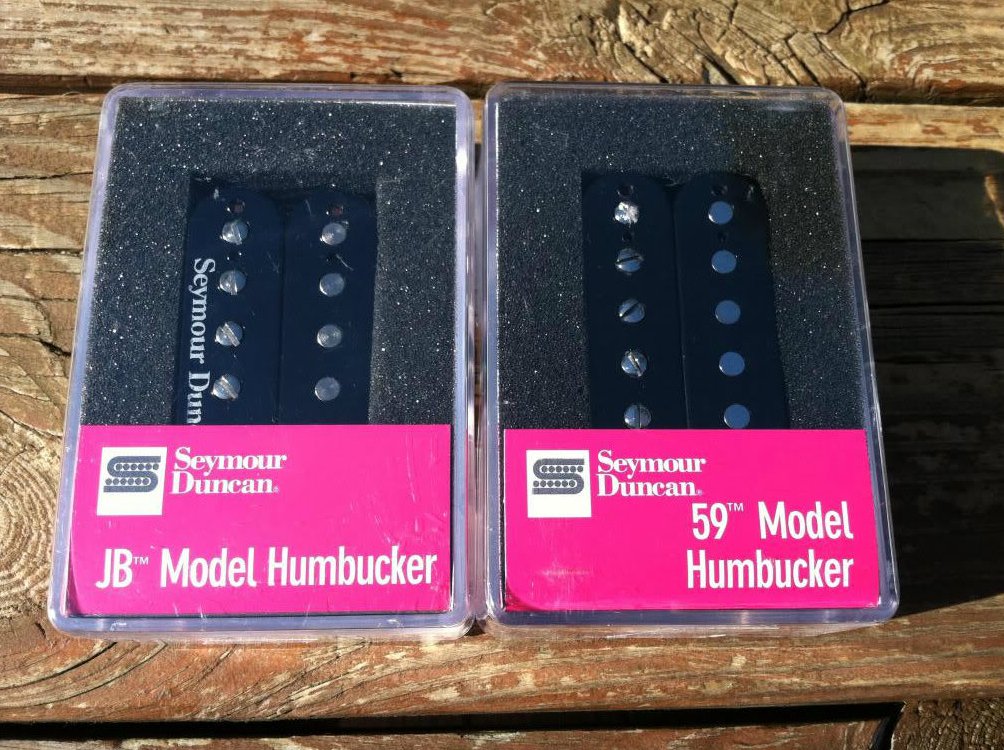 Seymour Dun
Seymour
Duncan®
JB™ Model Humbucker
Seymour
Duncan®
59™ Model
Humbucker